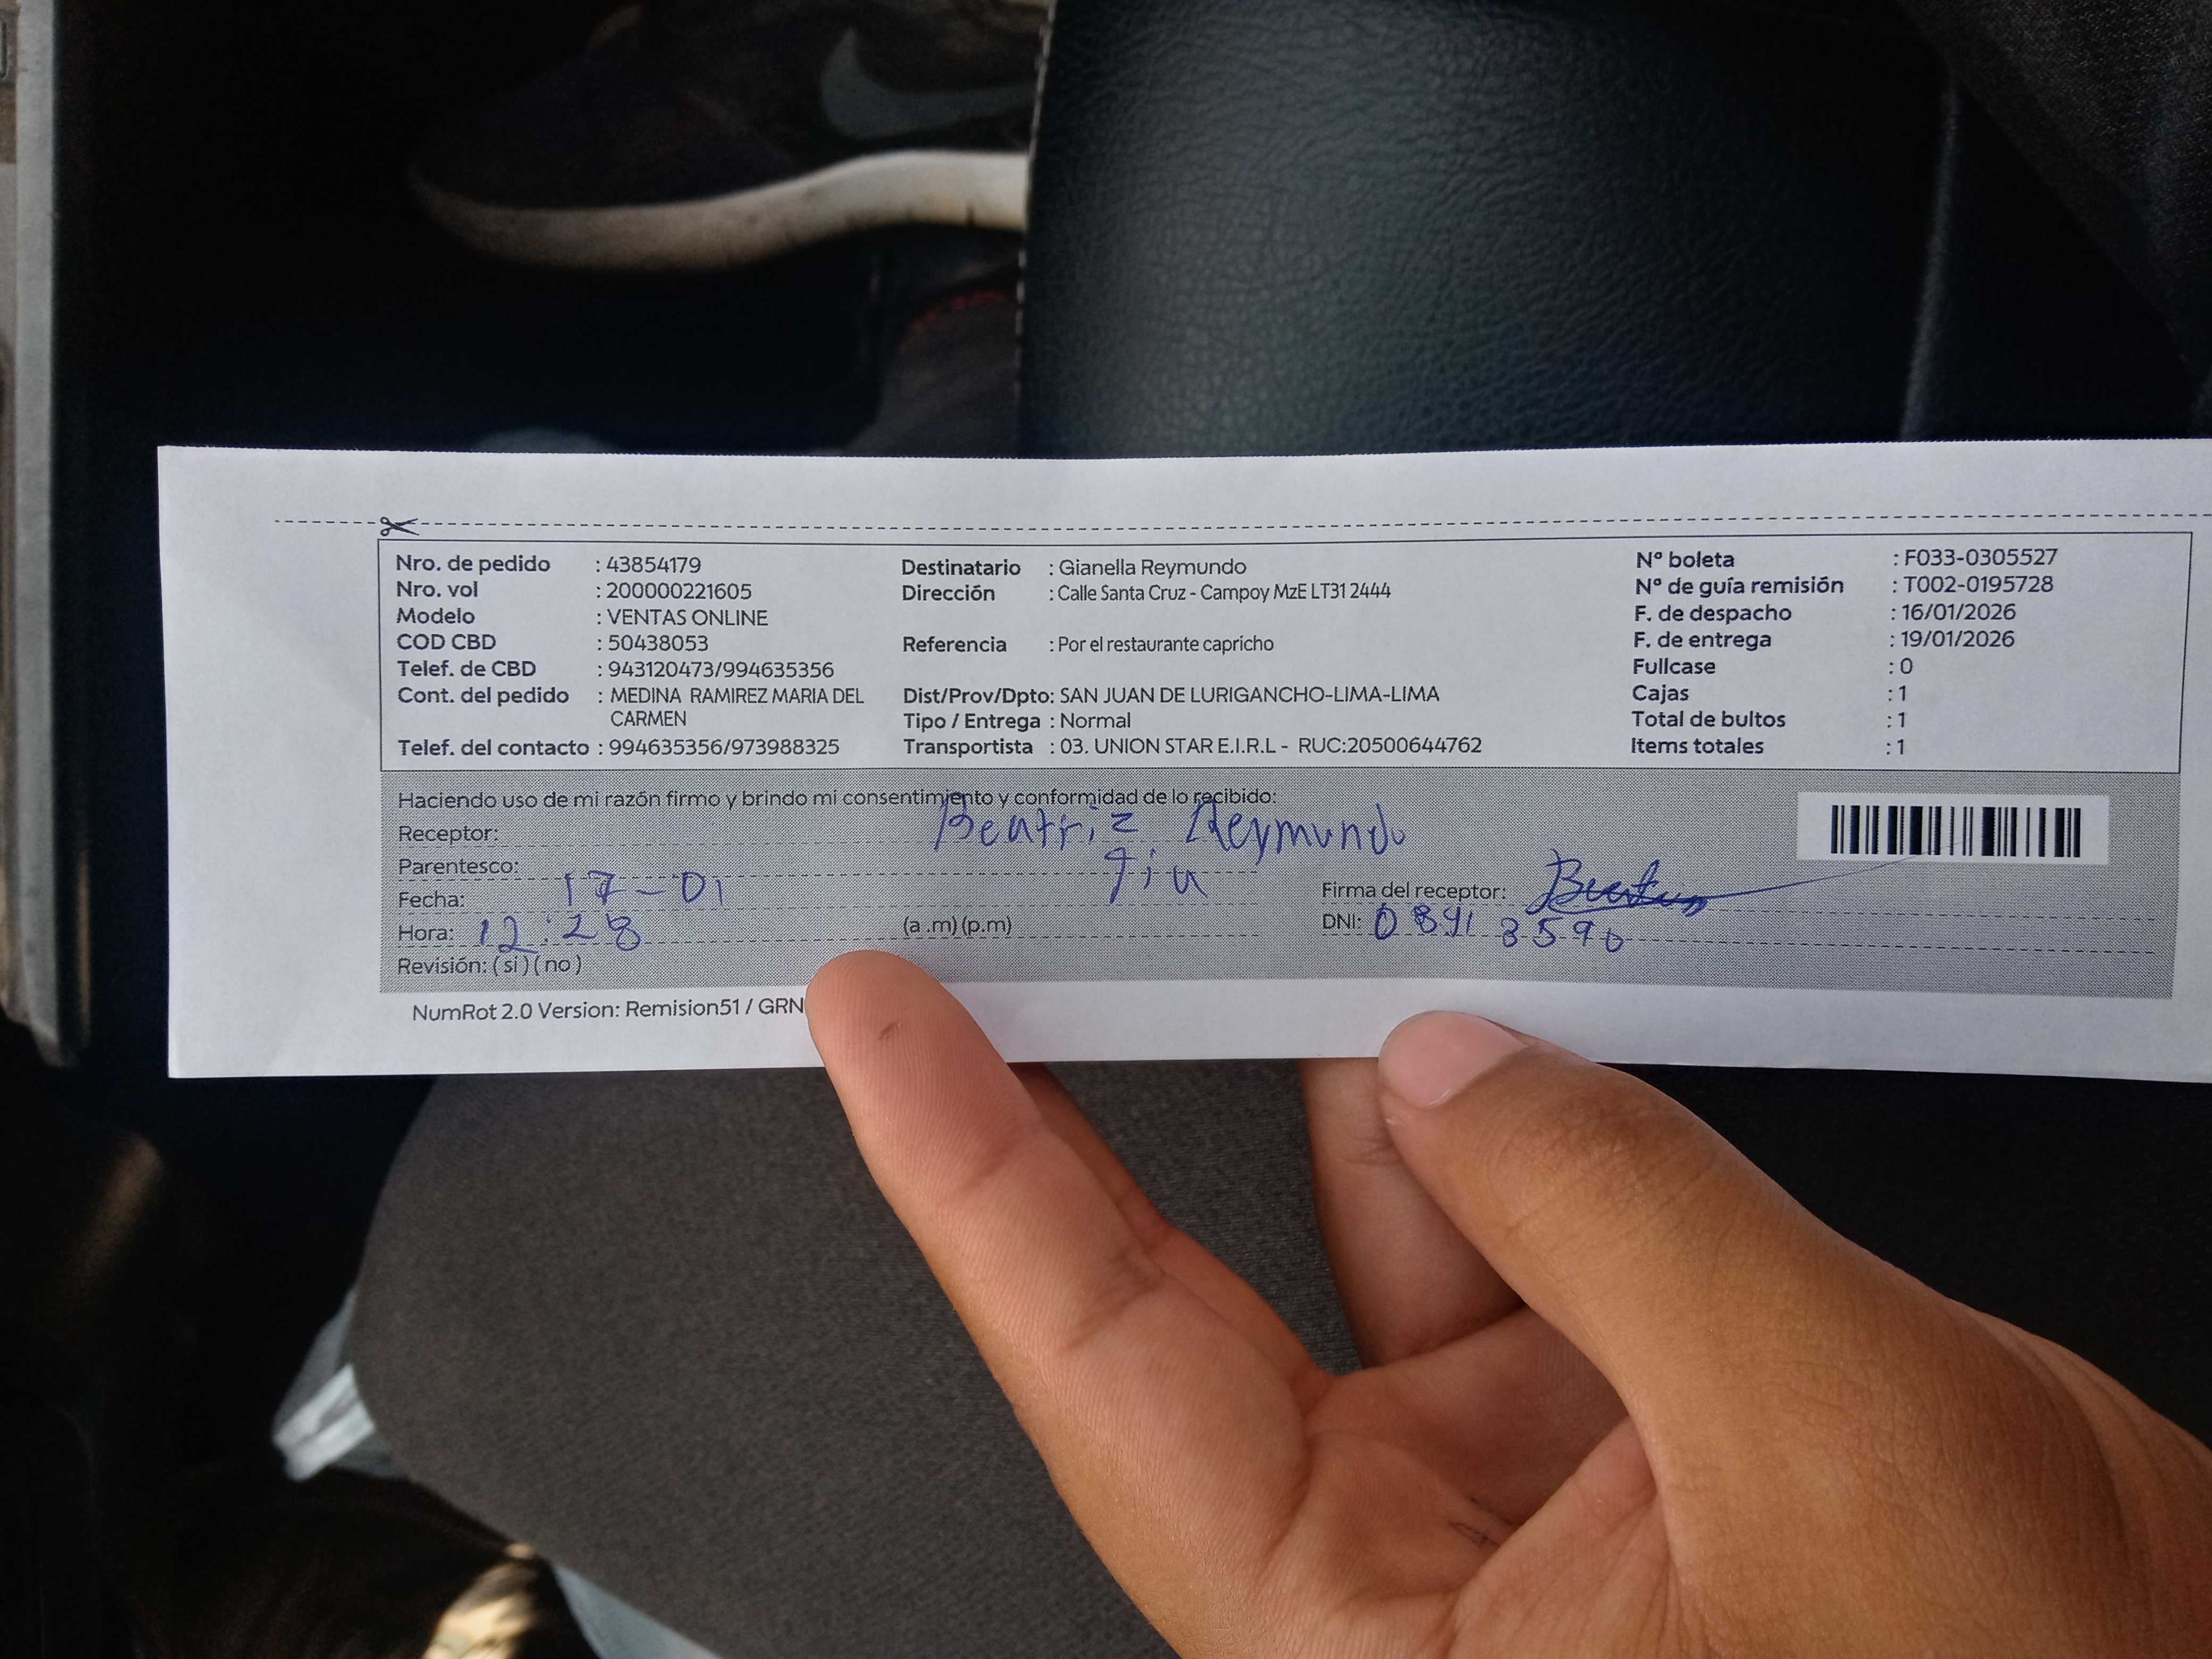 Nro. de pedido : 43854179
Nro. vol : 200000221605
Modelo : VENTAS ONLINE
COD CBD : 50438053
Telef. de CBD : 943120473/994635356
Cont. del pedido : MEDINA RAMIREZ MARIA DEL
CARMEN
Telef. del contacto : 994635356/973988325
Destinatario : Gianella Reymundo
Dirección : Calle Santa Cruz - Campoy MzE LT31 2444
Referencia : Por el restaurante capricho
Dist/Prov/Dpto: SAN JUAN DE LURIGANCHO-LIMA-LIMA
Tipo / Entrega : Normal
Transportista : 03. UNION STAR E.I.R.L - RUC:20500644762
Nº boleta : F033-0305527
Nº de guía remisión : T002-0195728
F. de despacho : 16/01/2026
F. de entrega : 19/01/2026
Fullcase : 0
Cajas : 1
Total de bultos : 1
Items totales : 1
Haciendo uso de mi razón firmo y brindo mi consentimiento y conformidad de lo recibido:
Receptor: Beatriz Reymundo
Parentesco: Tia
Fecha: 17-01
Hora: 12:28 (a .m) (p.m)
Revisión: ( si ) ( no )
Firma del receptor:
DNI: 08913590
NumRot 2.0 Version: Remision51 / GRN